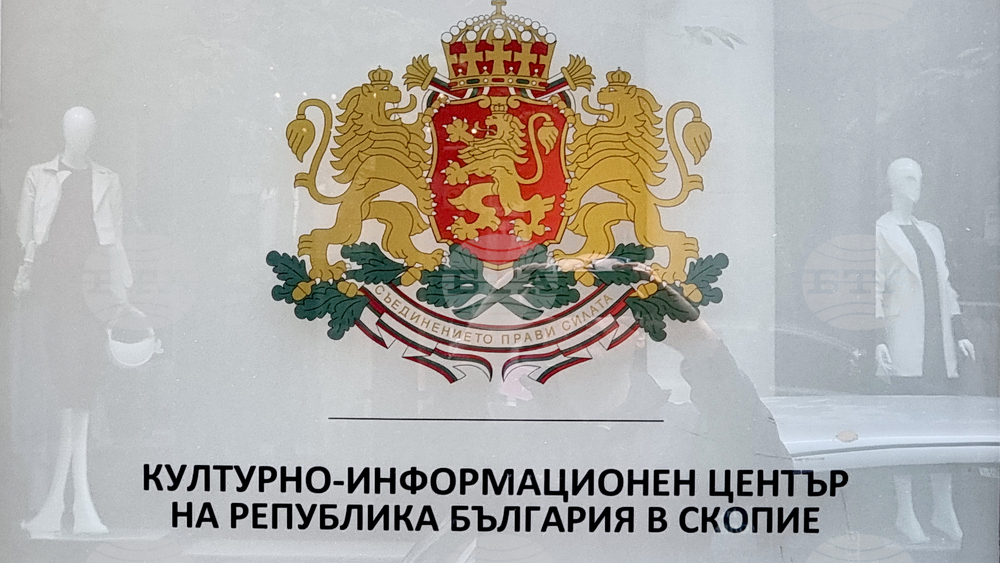 СЪЕДИНЕНИЕТО ПРАВИ СИЛАТА
КУЛТУРНО-ИНФОРМАЦИОНЕН ЦЕНТЪР
НА РЕПУБЛИКА БЪЛГАРИЯ В СКОПИЕ